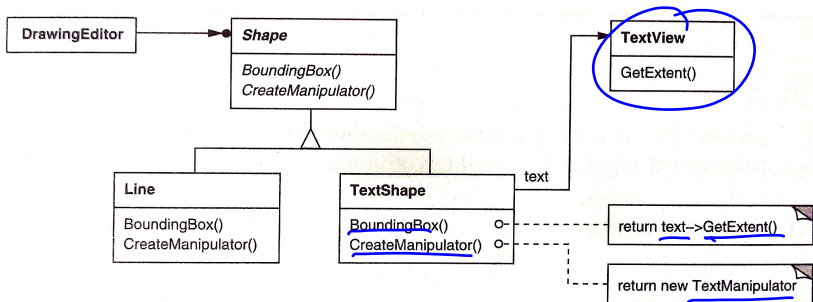 DrawingEditor
Shape
BoundingBox()
CreateManipulator()
TextView
GetExtent()
Line
BoundingBox()
CreateManipulator()
text
TextShape
BoundingBox()
CreateManipulator()
return text–>GetExtent()
return new TextManipulator